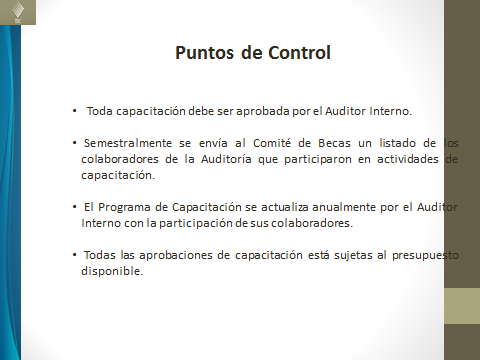 Puntos de Control
• Toda capacitación debe ser aprobada por el Auditor Interno.
• Semestralmente se envía al Comité de Becas un listado de los
colaboradores de la Auditoría que participaron en actividades de
capacitación.
• El Programa de Capacitación se actualiza anualmente por el Auditor
Interno con la participación de sus colaboradores.
• Todas las aprobaciones de capacitación está sujetas al presupuesto
disponible.